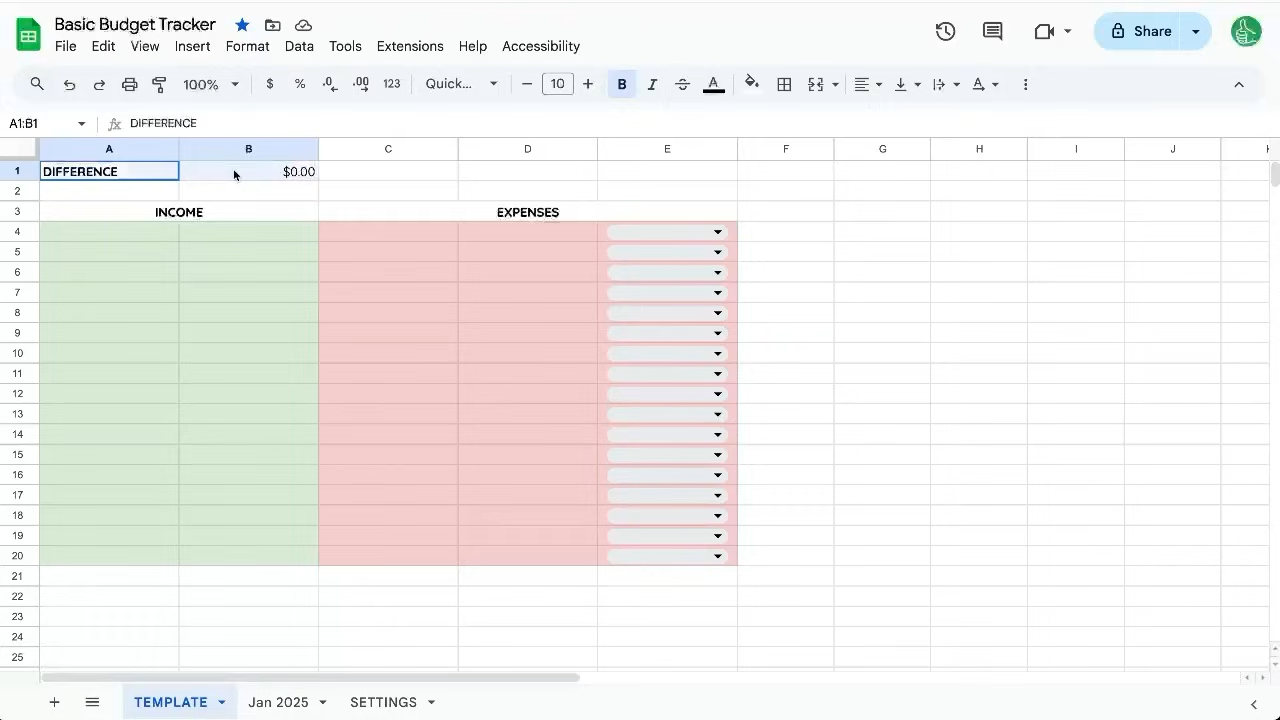 Basic Budget Tracker
File Edit View Insert Format Data Tools Extensions Help Accessibility
Share
100% $ % .0 .00 123 Quick... 10 B I S A
A1:B1 fx DIFFERENCE
A B C D E F G H I J K
1 DIFFERENCE $0.00
2
3 INCOME EXPENSES
4
5
6
7
8
9
10
11
12
13
14
15
16
17
18
19
20
21
22
23
24
25
TEMPLATE Jan 2025 SETTINGS